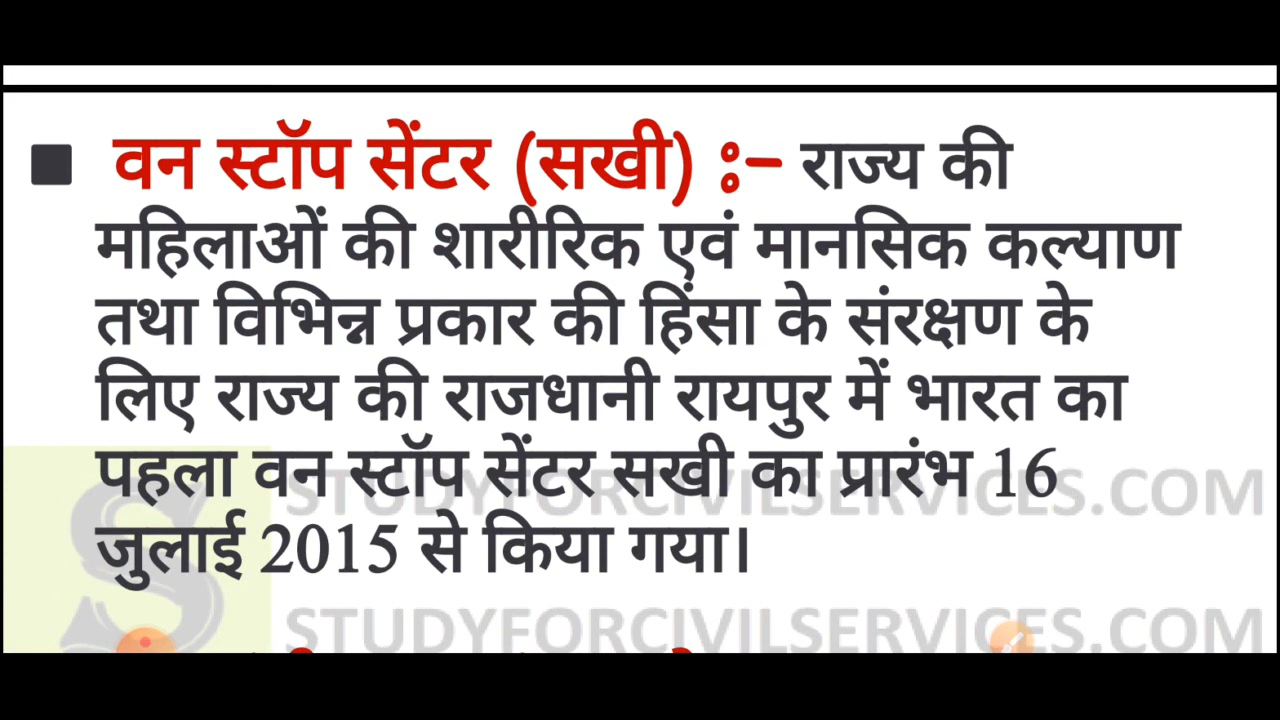 ■ वन स्टॉप सेंटर (सखी) :- राज्य की
महिलाओं की शारीरिक एवं मानसिक कल्याण
तथा विभिन्न प्रकार की हिंसा के संरक्षण के
लिए राज्य की राजधानी रायपुर में भारत का
पहला वन स्टॉप सेंटर सखी का प्रारंभ 16
STUDYFORCIVILSERVICES.COM
जुलाई 2015 से किया गया।
STUDYFORCIVILSERVICES.COM